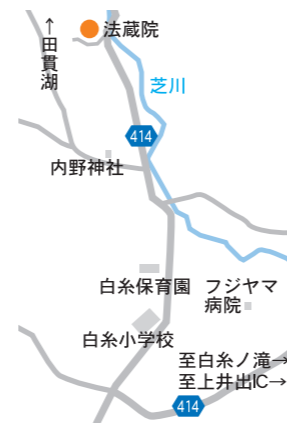 ↑田貫湖
法蔵院
芝川
414
内野神社
白糸保育園
フジヤマ
病院
白糸小学校
至白糸ノ滝→
至上井出IC→
414